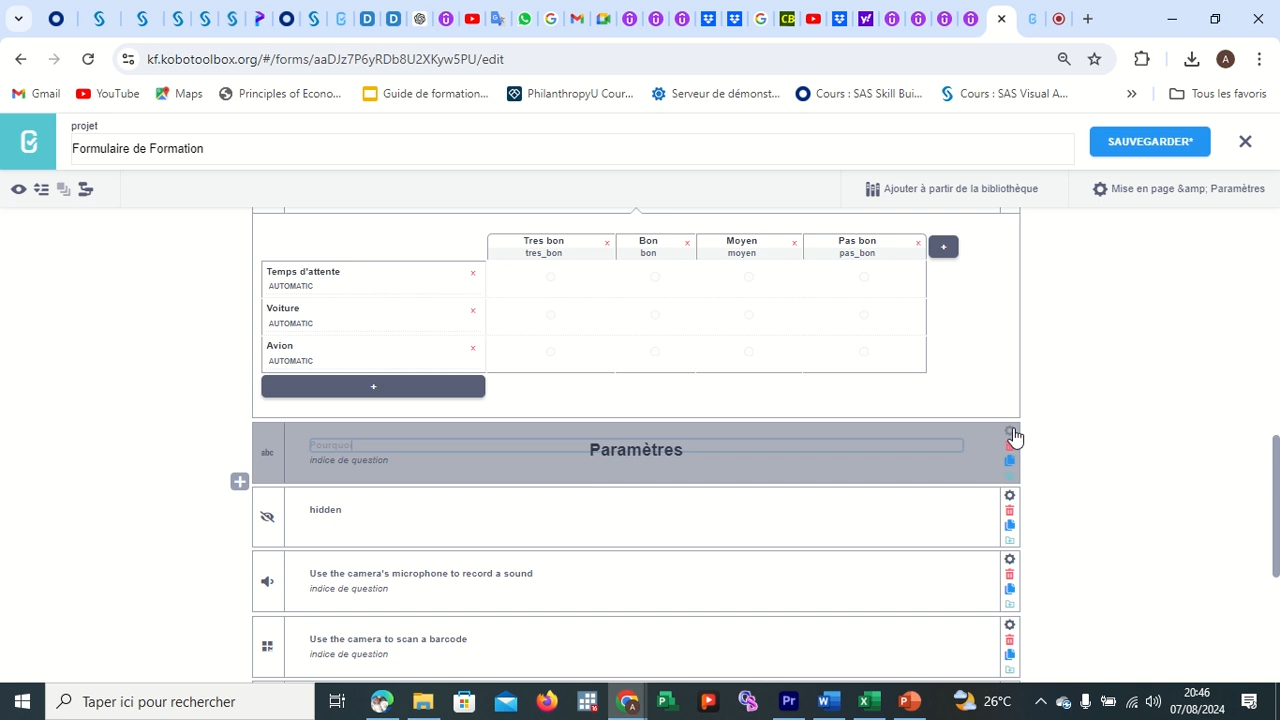 kf.kobotoolbox.org/#/forms/aaDJz7P6yRDb8U2XKyw5PU/edit
A
Gmail
YouTube
Maps
Principles of Econo...
Guide de formation...
PhilanthropyU Cour...
Serveur de démonst...
Cours : SAS Skill Bui...
Cours : SAS Visual A...
Tous les favoris
projet
Formulaire de Formation
SAUVEGARDER*
Ajouter à partir de la bibliothèque
Mise en page &amp; Paramètres
Tres bon
Bon
Moyen
Pas bon
tres_bon
bon
moyen
pas_bon
Temps d'attente
AUTOMATIC
Voiture
AUTOMATIC
Avion
AUTOMATIC
abc
Pourquoi
Paramètres
indice de question
hidden
Use the camera's microphone to record a sound
indice de question
Use the camera to scan a barcode
indice de question
Taper ici pour rechercher
26°C
20:46
07/08/2024